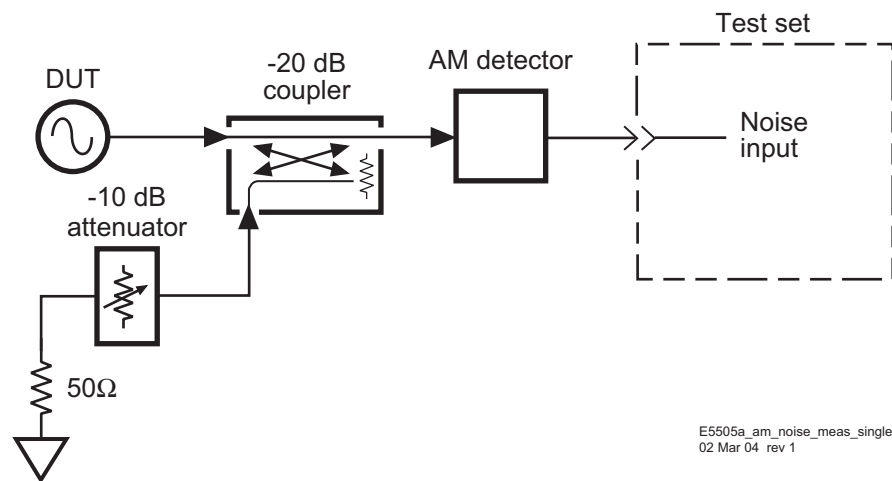 Test set
-20 dB
coupler
AM detector
DUT
Noise
input
-10 dB
attenuator
50Ω
E5505a_am_noise_meas_single
02 Mar 04 rev 1